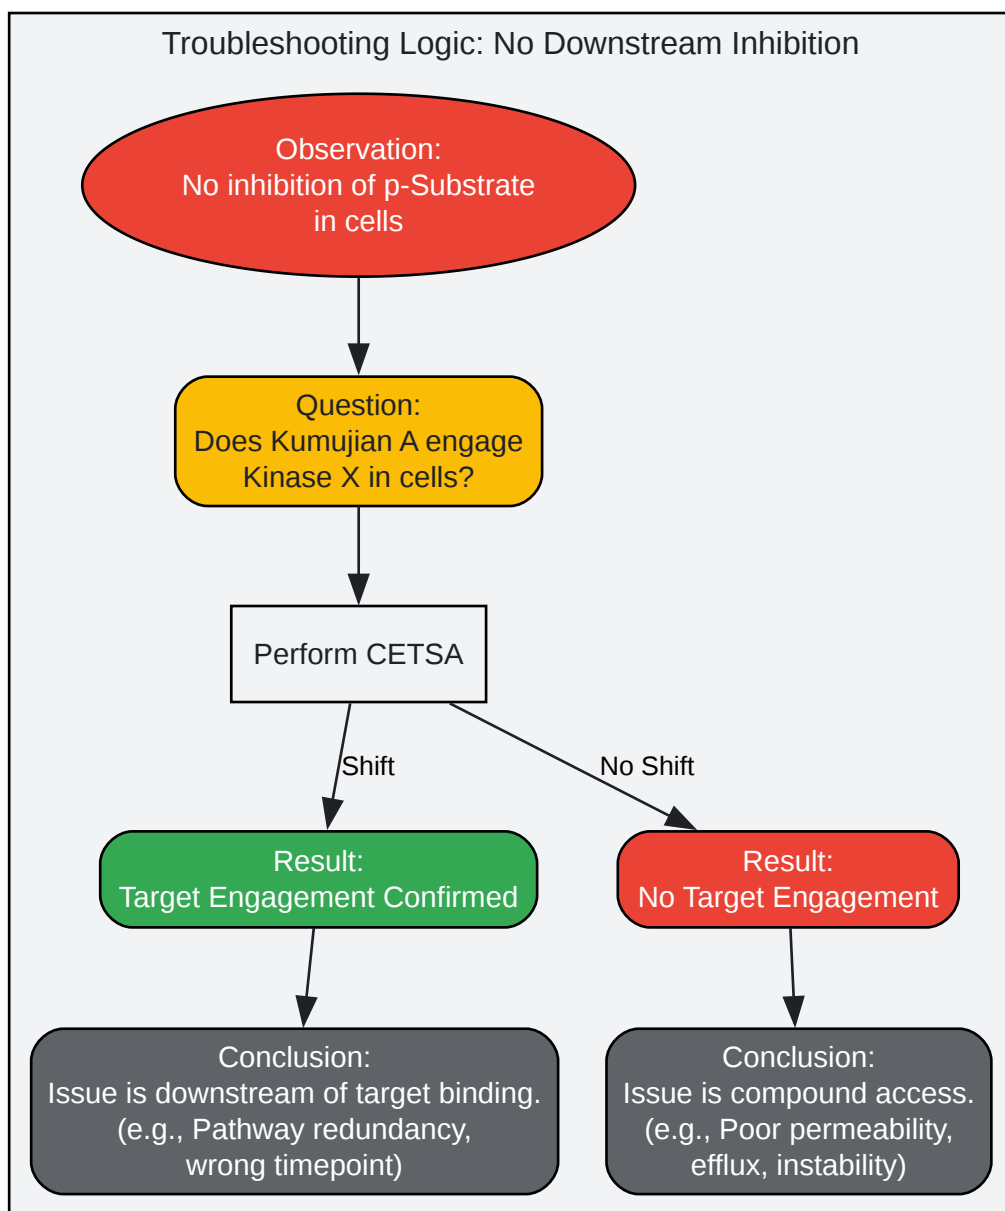 Troubleshooting Logic: No Downstream Inhibition
Observation:
No inhibition of p-Substrate
in cells
Question:
Does Kumujian A engage
Kinase X in cells?
Perform CETSA
Shift
No Shift
Result:
Target Engagement Confirmed
Result:
No Target Engagement
Conclusion:
Issue is downstream of target binding.
(e.g., Pathway redundancy,
wrong timepoint)
Conclusion:
Issue is compound access.
(e.g., Poor permeability,
efflux, instability)